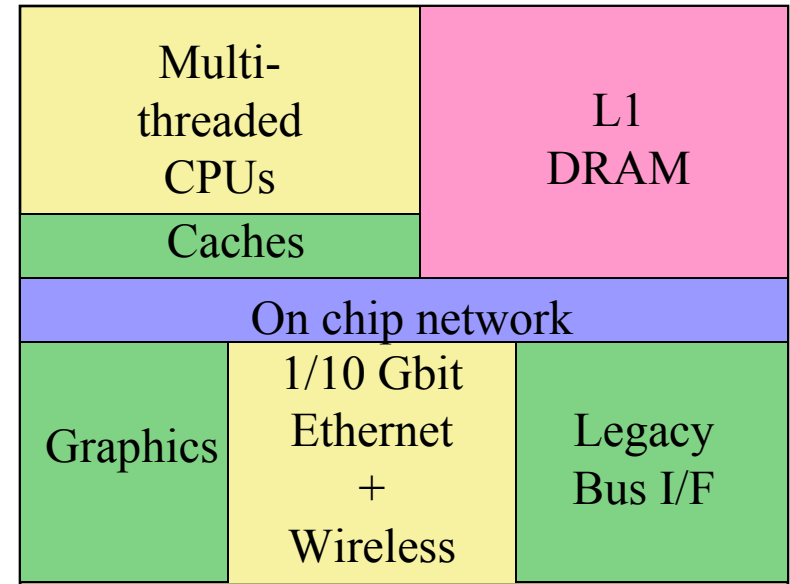 Multi-
threaded
CPUs
L1
DRAM
Caches
On chip network
Graphics
1/10 Gbit
Ethernet
+
Wireless
Legacy
Bus I/F